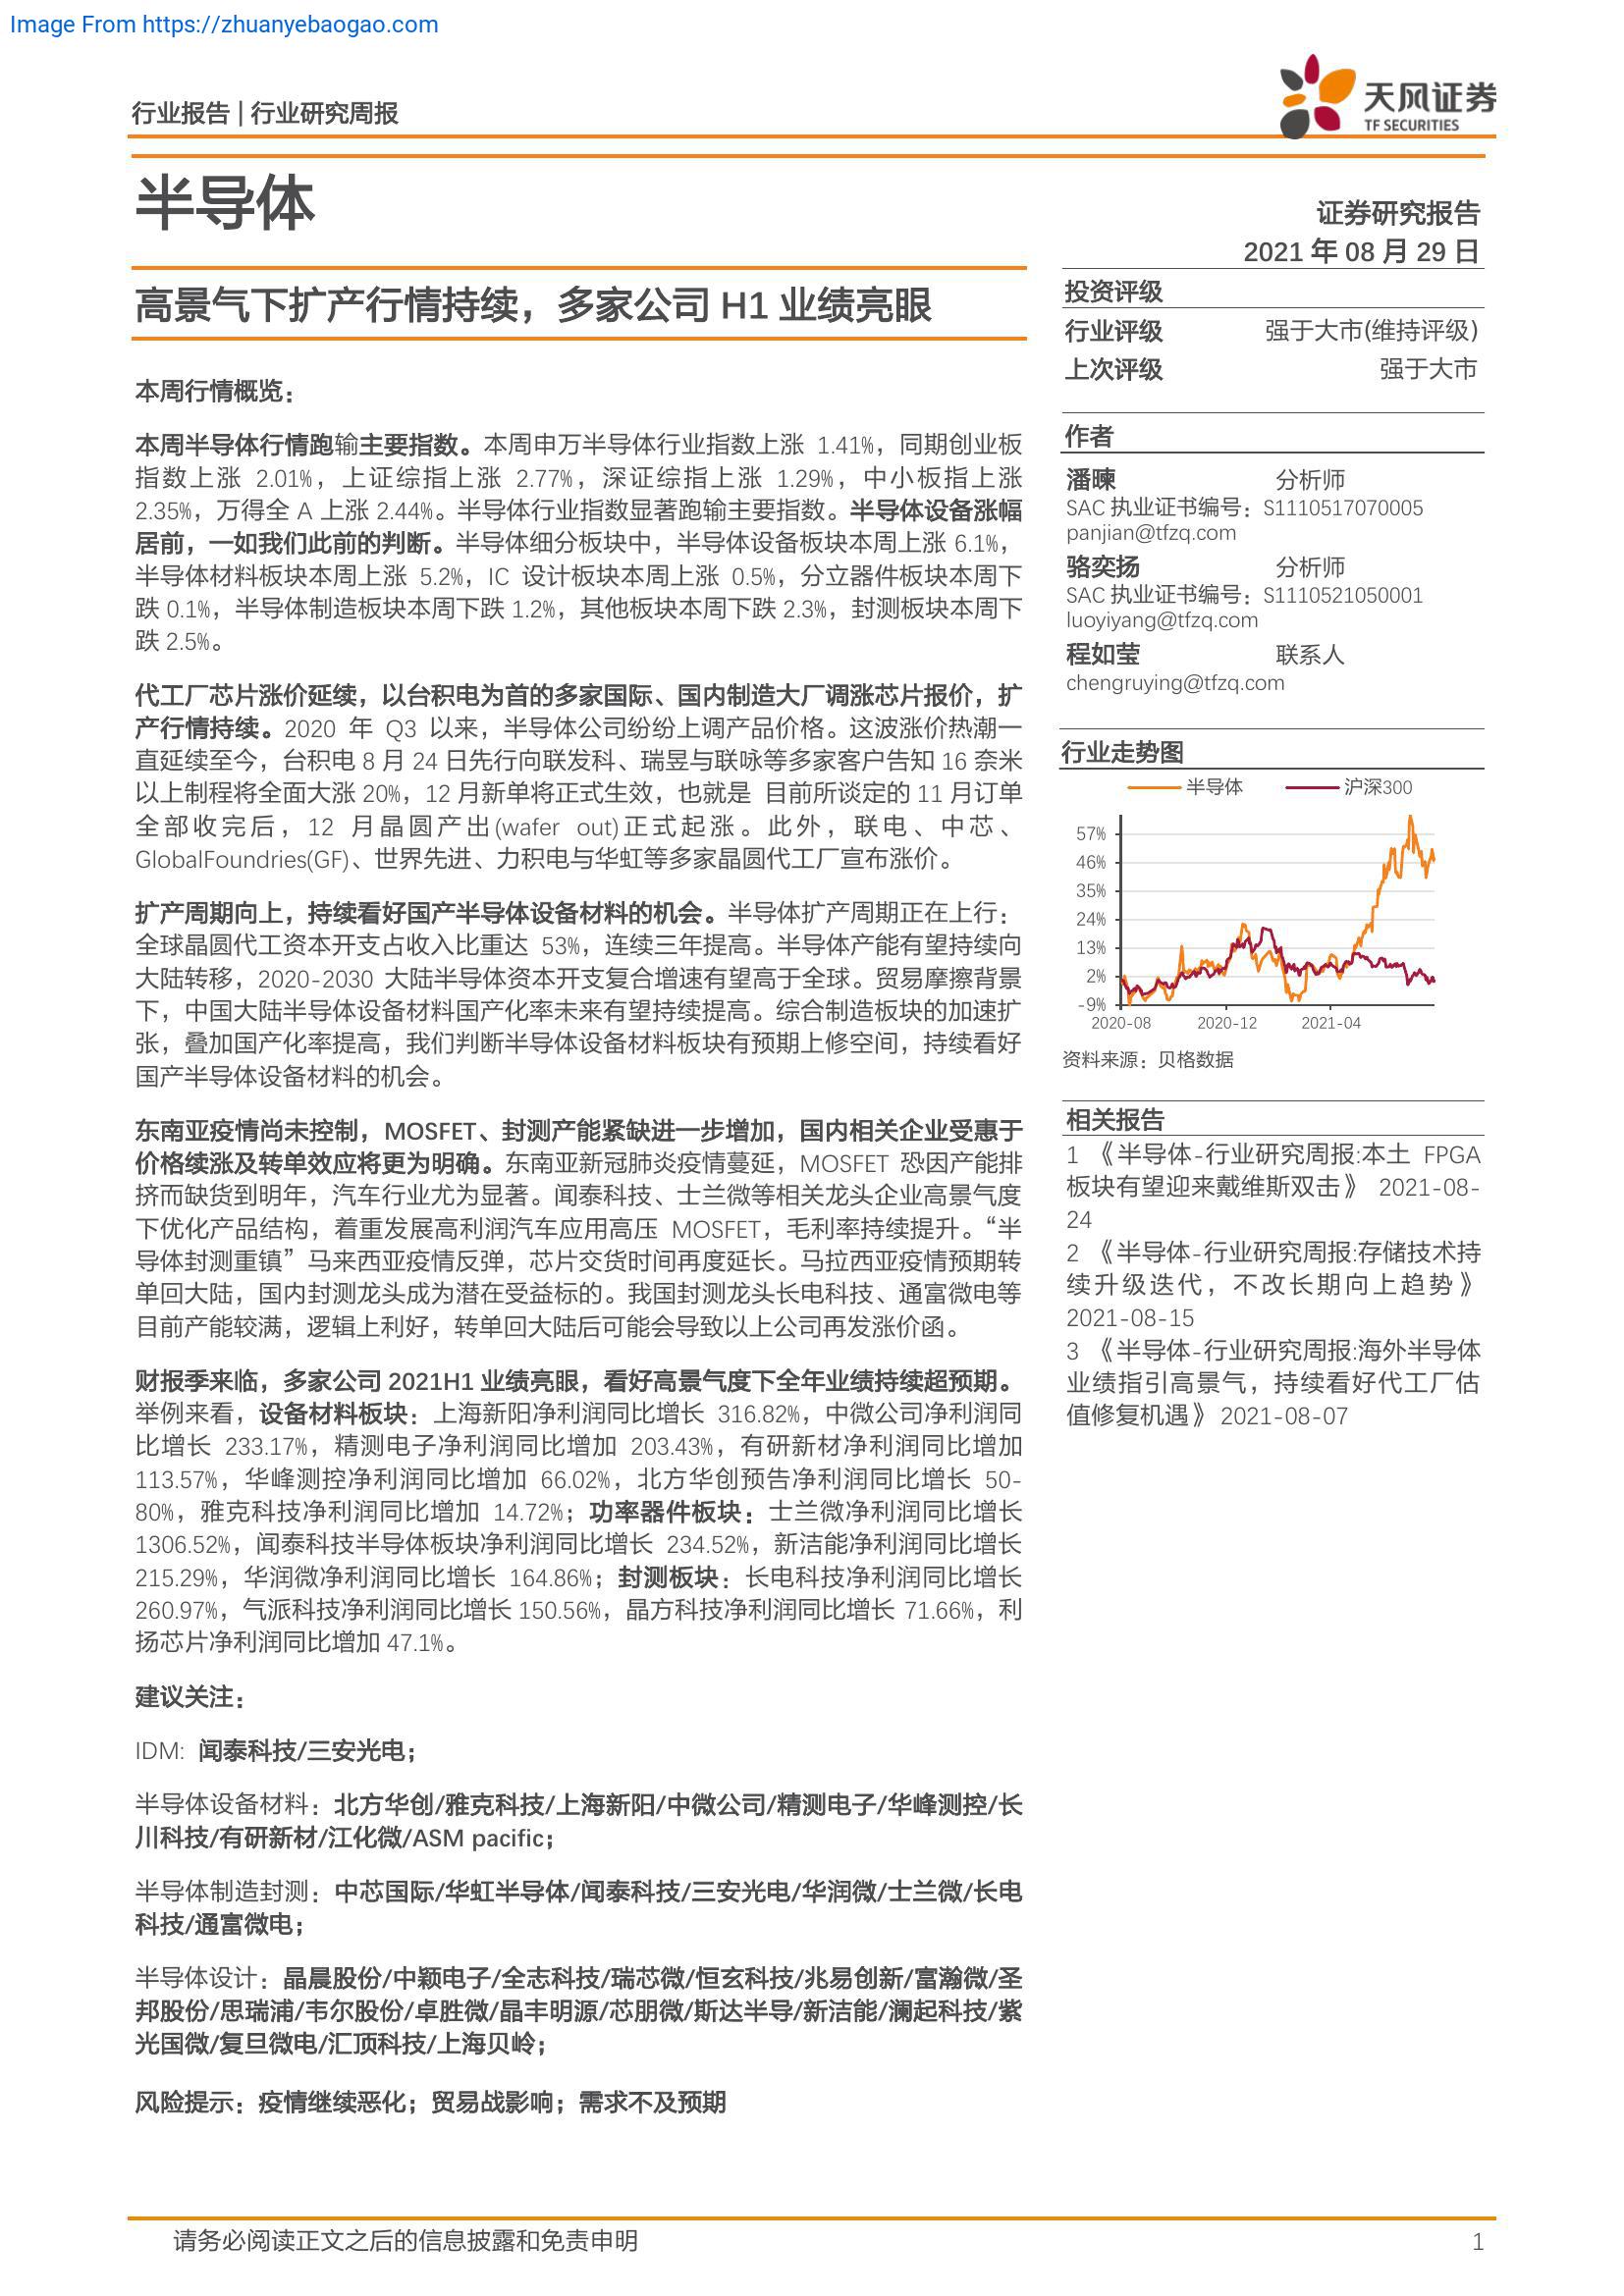 Image From https://zhuanyebaogao.com
行业报告 | 行业研究周报
天风证券
TF SECURITIES
半导体
证券研究报告
2021 年 08 月 29 日
高景气下扩产行情持续，多家公司 H1 业绩亮眼
本周行情概览：
本周半导体行情跑输主要指数。本周申万半导体行业指数上涨 1.41%，同期创业板
指数上涨 2.01%，上证综指上涨 2.77%，深证综指上涨 1.29%，中小板指上涨
2.35%，万得全 A 上涨 2.44%。半导体行业指数显著跑输主要指数。半导体设备涨幅
居前，一如我们此前的判断。半导体细分板块中，半导体设备板块本周上涨 6.1%，
半导体材料板块本周上涨 5.2%，IC 设计板块本周上涨 0.5%，分立器件板块本周下
跌 0.1%，半导体制造板块本周下跌 1.2%，其他板块本周下跌 2.3%，封测板块本周下
跌 2.5%。
代工厂芯片涨价延续，以台积电为首的多家国际、国内制造大厂调涨芯片报价，扩
产行情持续。2020 年 Q3 以来，半导体公司纷纷上调产品价格。这波涨价热潮一
直延续至今，台积电 8 月 24 日先行向联发科、瑞昱与联咏等多家客户告知 16 奈米
以上制程将全面大涨 20%，12 月新单将正式生效，也就是 目前所谈定的 11 月订单
全部收完后，12 月晶圆产出(wafer out)正式起涨。此外，联电、中芯、
GlobalFoundries(GF)、世界先进、力积电与华虹等多家晶圆代工厂宣布涨价。
扩产周期向上，持续看好国产半导体设备材料的机会。半导体扩产周期正在上行：
全球晶圆代工资本开支占收入比重达 53%，连续三年提高。半导体产能有望持续向
大陆转移，2020-2030 大陆半导体资本开支复合增速有望高于全球。贸易摩擦背景
下，中国大陆半导体设备材料国产化率未来有望持续提高。综合制造板块的加速扩
张，叠加国产化率提高，我们判断半导体设备材料板块有预期上修空间，持续看好
国产半导体设备材料的机会。
东南亚疫情尚未控制，MOSFET、封测产能紧缺进一步增加，国内相关企业受惠于
价格续涨及转单效应将更为明确。东南亚新冠肺炎疫情蔓延，MOSFET 恐因产能排
挤而缺货到明年，汽车行业尤为显著。闻泰科技、士兰微等相关龙头企业高景气度
下优化产品结构，着重发展高利润汽车应用高压 MOSFET，毛利率持续提升。“半
导体封测重镇”马来西亚疫情反弹，芯片交货时间再度延长。马拉西亚疫情预期转
单回大陆，国内封测龙头成为潜在受益标的。我国封测龙头长电科技、通富微电等
目前产能较满，逻辑上利好，转单回大陆后可能会导致以上公司再发涨价函。
财报季来临，多家公司 2021H1 业绩亮眼，看好高景气度下全年业绩持续超预期。
举例来看，设备材料板块：上海新阳净利润同比增长 316.82%，中微公司净利润同
比增长 233.17%，精测电子净利润同比增加 203.43%，有研新材净利润同比增加
113.57%，华峰测控净利润同比增加 66.02%，北方华创预告净利润同比增长 50-
80%，雅克科技净利润同比增加 14.72%；功率器件板块：士兰微净利润同比增长
1306.52%，闻泰科技半导体板块净利润同比增长 234.52%，新洁能净利润同比增长
215.29%，华润微净利润同比增长 164.86%；封测板块：长电科技净利润同比增长
260.97%，气派科技净利润同比增长 150.56%，晶方科技净利润同比增长 71.66%，利
扬芯片净利润同比增加 47.1%。
建议关注：
IDM: 闻泰科技/三安光电；
半导体设备材料：北方华创/雅克科技/上海新阳/中微公司/精测电子/华峰测控/长
川科技/有研新材/江化微/ASM pacific；
半导体制造封测：中芯国际/华虹半导体/闻泰科技/三安光电/华润微/士兰微/长电
科技/通富微电；
半导体设计：晶晨股份/中颖电子/全志科技/瑞芯微/恒玄科技/兆易创新/富瀚微/圣
邦股份/思瑞浦/韦尔股份/卓胜微/晶丰明源/芯朋微/斯达半导/新洁能/澜起科技/紫
光国微/复旦微电/汇顶科技/上海贝岭；
风险提示：疫情继续恶化；贸易战影响；需求不及预期
投资评级
行业评级 强于大市(维持评级)
上次评级 强于大市
作者
潘暕 分析师
SAC 执业证书编号：S1110517070005
panjian@tfzq.com
骆奕扬 分析师
SAC 执业证书编号：S1110521050001
luoyiyang@tfzq.com
程如莹 联系人
chengruying@tfzq.com
行业走势图
半导体 沪深300
57%
46%
35%
24%
13%
2%
-9%
2020-08 2020-12 2021-04
资料来源：贝格数据
相关报告
1 《半导体-行业研究周报:本土 FPGA
板块有望迎来戴维斯双击》 2021-08-
24
2 《半导体-行业研究周报:存储技术持
续升级迭代，不改长期向上趋势》
2021-08-15
3 《半导体-行业研究周报:海外半导体
业绩指引高景气，持续看好代工厂估
值修复机遇》 2021-08-07
请务必阅读正文之后的信息披露和免责申明 1